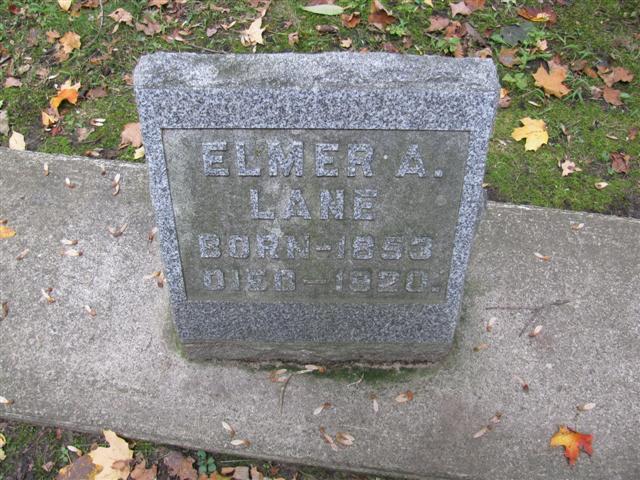 ELMER A.
LANE
BORN-1853
DIED-1920.